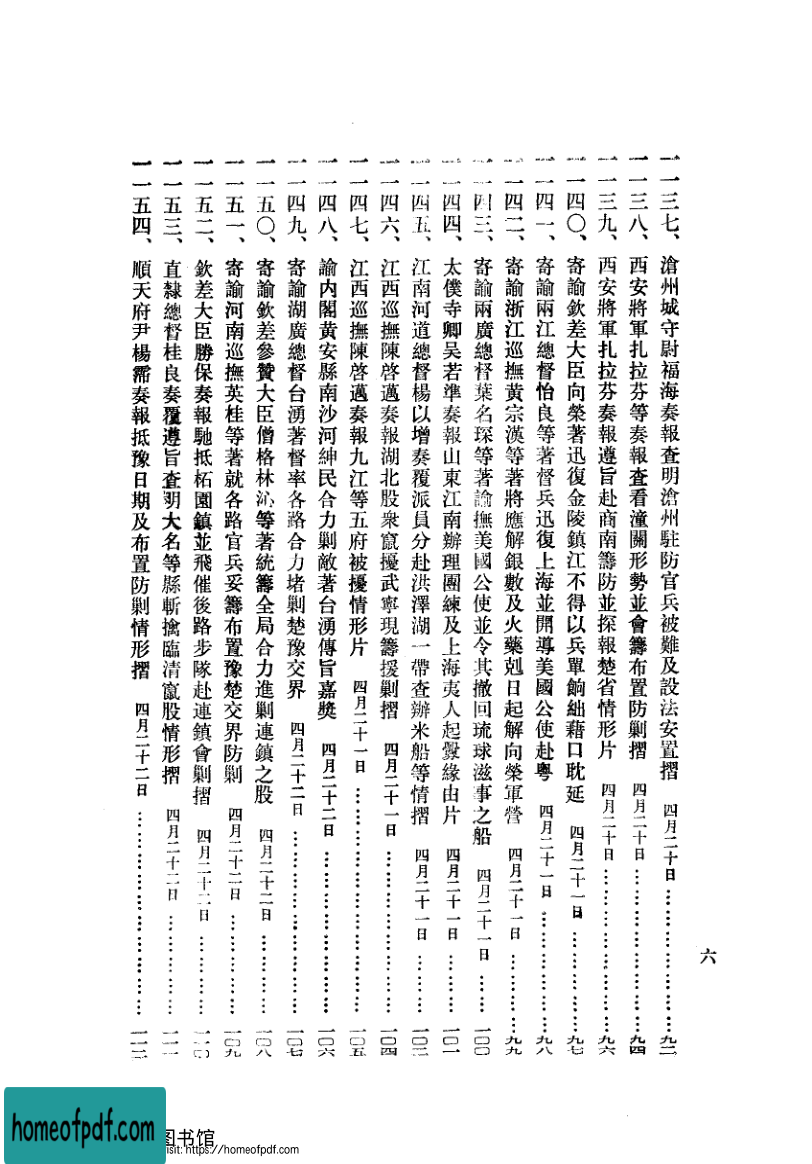 六
一一三七、滄州城守尉福海奏報查明滄州駐防官兵被難及設法安置摺 四月二十日……………………九二
一一三八、西安將軍扎拉芬等奏報查看潼關形勢並會籌布置防剿摺 四月二十日……………………九四
一一三九、西安將軍扎拉芬奏報遵旨赴商南籌防並探報楚省情形片 四月二十日……………………九六
一一四〇、寄諭欽差大臣向榮著迅復金陵鎮江不得以兵單餉絀藉口耽延 四月二十一日……………九七
一一四一、寄諭兩江總督怡良等著督兵迅復上海並開導美國公使赴粵 四月二十一日…………………九八
一一四二、寄諭浙江巡撫黃宗漢等著將應解銀數及火藥剋日起解向榮軍營 四月二十一日…………九九
一一四三、寄諭兩廣總督葉名琛等著諭撫美國公使並令其撤回琉球滋事之船 四月二十一日……一〇〇
一一四四、太僕寺卿吳若準奏報山東江南辦理團練及上海夷人起釁緣由片 四月二十一日…………一〇一
一一四五、江南河道總督楊以增奏覆派員分赴洪澤湖一帶查辦米船等情摺 四月二十一日…………一〇三
一一四六、江西巡撫陳啓邁奏報湖北股衆竄擾武寧現籌援剿摺 四月二十一日……………………一〇四
一一四七、江西巡撫陳啓邁奏報九江等五府被擾情形片 四月二十一日……………………………一〇五
一一四八、諭內閣黃安縣南沙河紳民合力剿敵著台湧傳旨嘉獎 四月二十二日……………………一〇六
一一四九、寄諭湖廣總督台湧著督率各路合力堵剿楚豫交界 四月二十二日………………………一〇七
一一五〇、寄諭欽差參贊大臣僧格林沁等著統籌全局合力進剿連鎮之股 四月二十二日……………一〇八
一一五一、寄諭河南巡撫英桂等著就各路官兵妥籌布置豫楚交界防剿 四月二十二日………………一〇九
一一五二、欽差大臣勝保奏報馳抵柘園鎮並飛催後路步隊赴連鎮會剿摺 四月二十二日……………一一〇
一一五三、直隸總督桂良奏覆遵旨查明大名等縣斬擒臨清竄股情形摺 四月二十二日………………一一一
一一五四、順天府尹楊霈奏報抵豫日期及布置防剿情形摺 四月二十二日…………………………
homeofpdf.com
图书馆
visit: https://homeofpdf.com